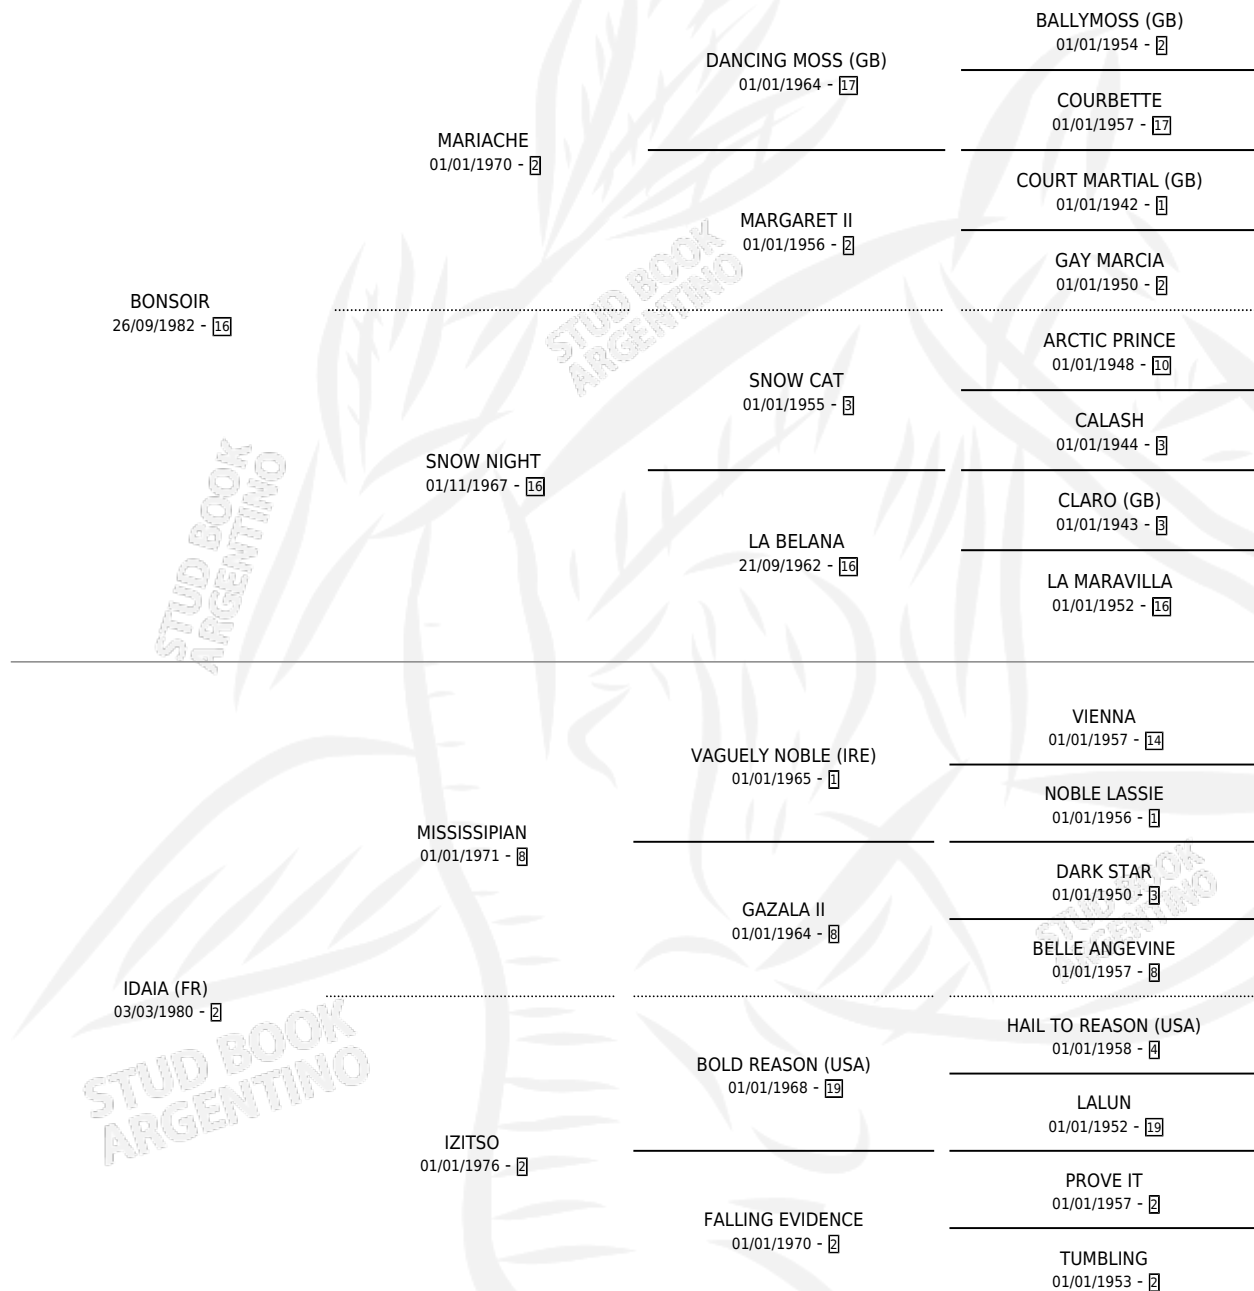 BALLYMOSS (GB)
01/01/1954 - 2
DANCING MOSS (GB)
01/01/1964 - 17
COURBETTE
01/01/1957 - 17
MARIACHE
01/01/1970 - 2
COURT MARTIAL (GB)
01/01/1942 - 1
MARGARET II
01/01/1956 - 2
GAY MARCIA
01/01/1950 - 2
BONSOIR
26/09/1982 - 16
ARCTIC PRINCE
01/01/1948 - 10
SNOW CAT
01/01/1955 - 3
CALASH
01/01/1944 - 3
SNOW NIGHT
01/11/1967 - 16
CLARO (GB)
01/01/1943 - 3
LA BELANA
21/09/1962 - 16
LA MARAVILLA
01/01/1952 - 16
VIENNA
01/01/1957 - 14
VAGUELY NOBLE (IRE)
01/01/1965 - 1
NOBLE LASSIE
01/01/1956 - 1
MISSISSIPIAN
01/01/1971 - 8
DARK STAR
01/01/1950 - 3
GAZALA II
01/01/1964 - 8
BELLE ANGEVINE
01/01/1957 - 8
IDAIA (FR)
03/03/1980 - 2
HAIL TO REASON (USA)
01/01/1958 - 4
BOLD REASON (USA)
01/01/1968 - 19
LALUN
01/01/1952 - 19
IZITSO
01/01/1976 - 2
PROVE IT
01/01/1957 - 2
FALLING EVIDENCE
01/01/1970 - 2
TUMBLING
01/01/1953 - 2
STUD BOOK
ARGENTINO
STUD BOOK
ARGENTINO
STUD BOOK
ARGENTINO
STUD BOOK
ARGENTINO